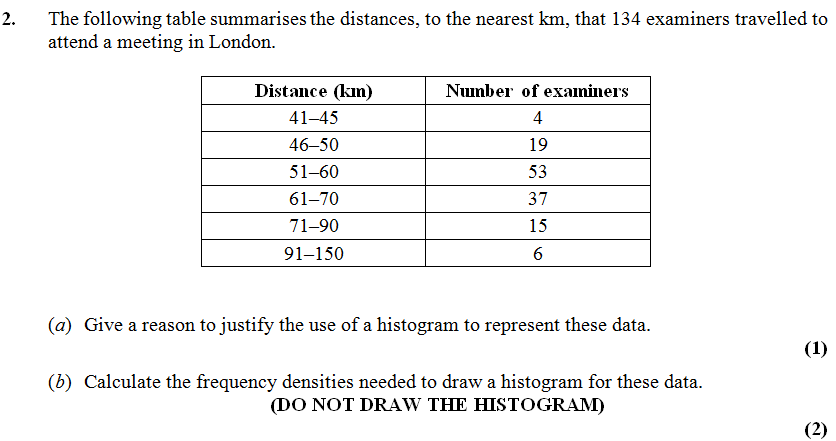 2. The following table summarises the distances, to the nearest km, that 134 examiners travelled to
attend a meeting in London.
Distance (km) Number of examiners
41–45 4
46–50 19
51–60 53
61–70 37
71–90 15
91–150 6
(a) Give a reason to justify the use of a histogram to represent these data.
(1)
(b) Calculate the frequency densities needed to draw a histogram for these data.
(DO NOT DRAW THE HISTOGRAM)
(2)